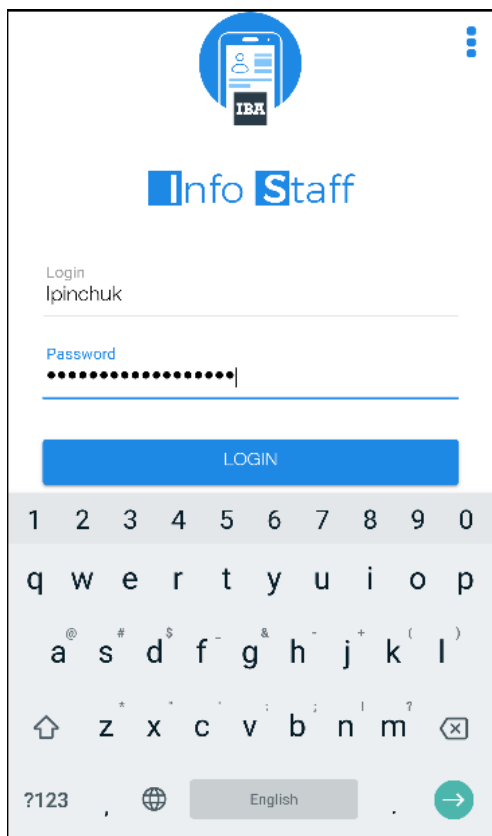 IBA
Info Staff
Login
lpinchuk
Password
••••••••••••••••••
LOGIN
1 2 3 4 5 6 7 8 9 0
q w e r t y u i o p
@ # $ _ & - + ( )
a s d f g h j k l
* " ' : ; ! ?
z x c v b n m
?123 , English .